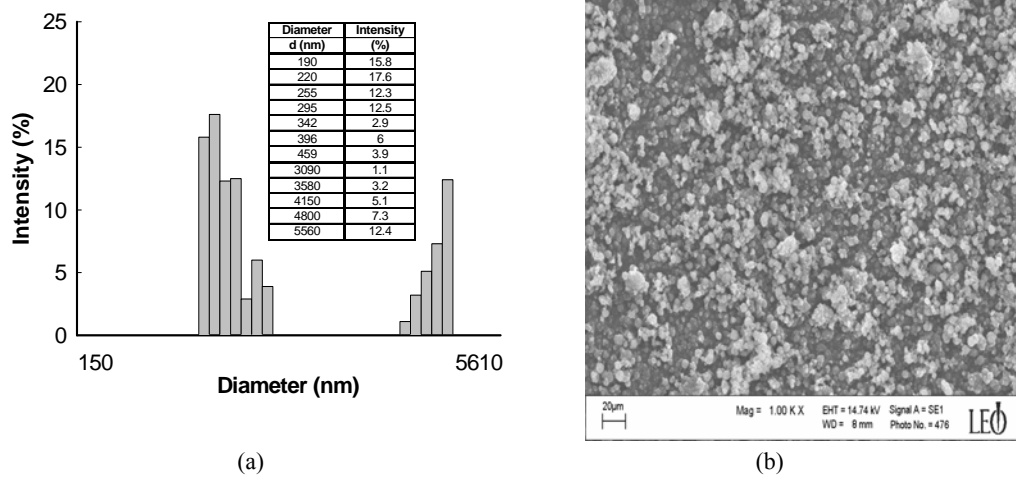 25
20
15
10
5
0
Intensity (%)
150
5610
Diameter (nm)
Diameter Intensity
d (nm) (%)
190 15.8
220 17.6
255 12.3
295 12.5
342 2.9
396 6
459 3.9
3090 1.1
3580 3.2
4150 5.1
4800 7.3
5560 12.4
(a)
20µm
Mag = 1.00 K X
EHT = 14.74 kV Signal A = SE1
WD = 8 mm Photo No. = 476
LEO
(b)